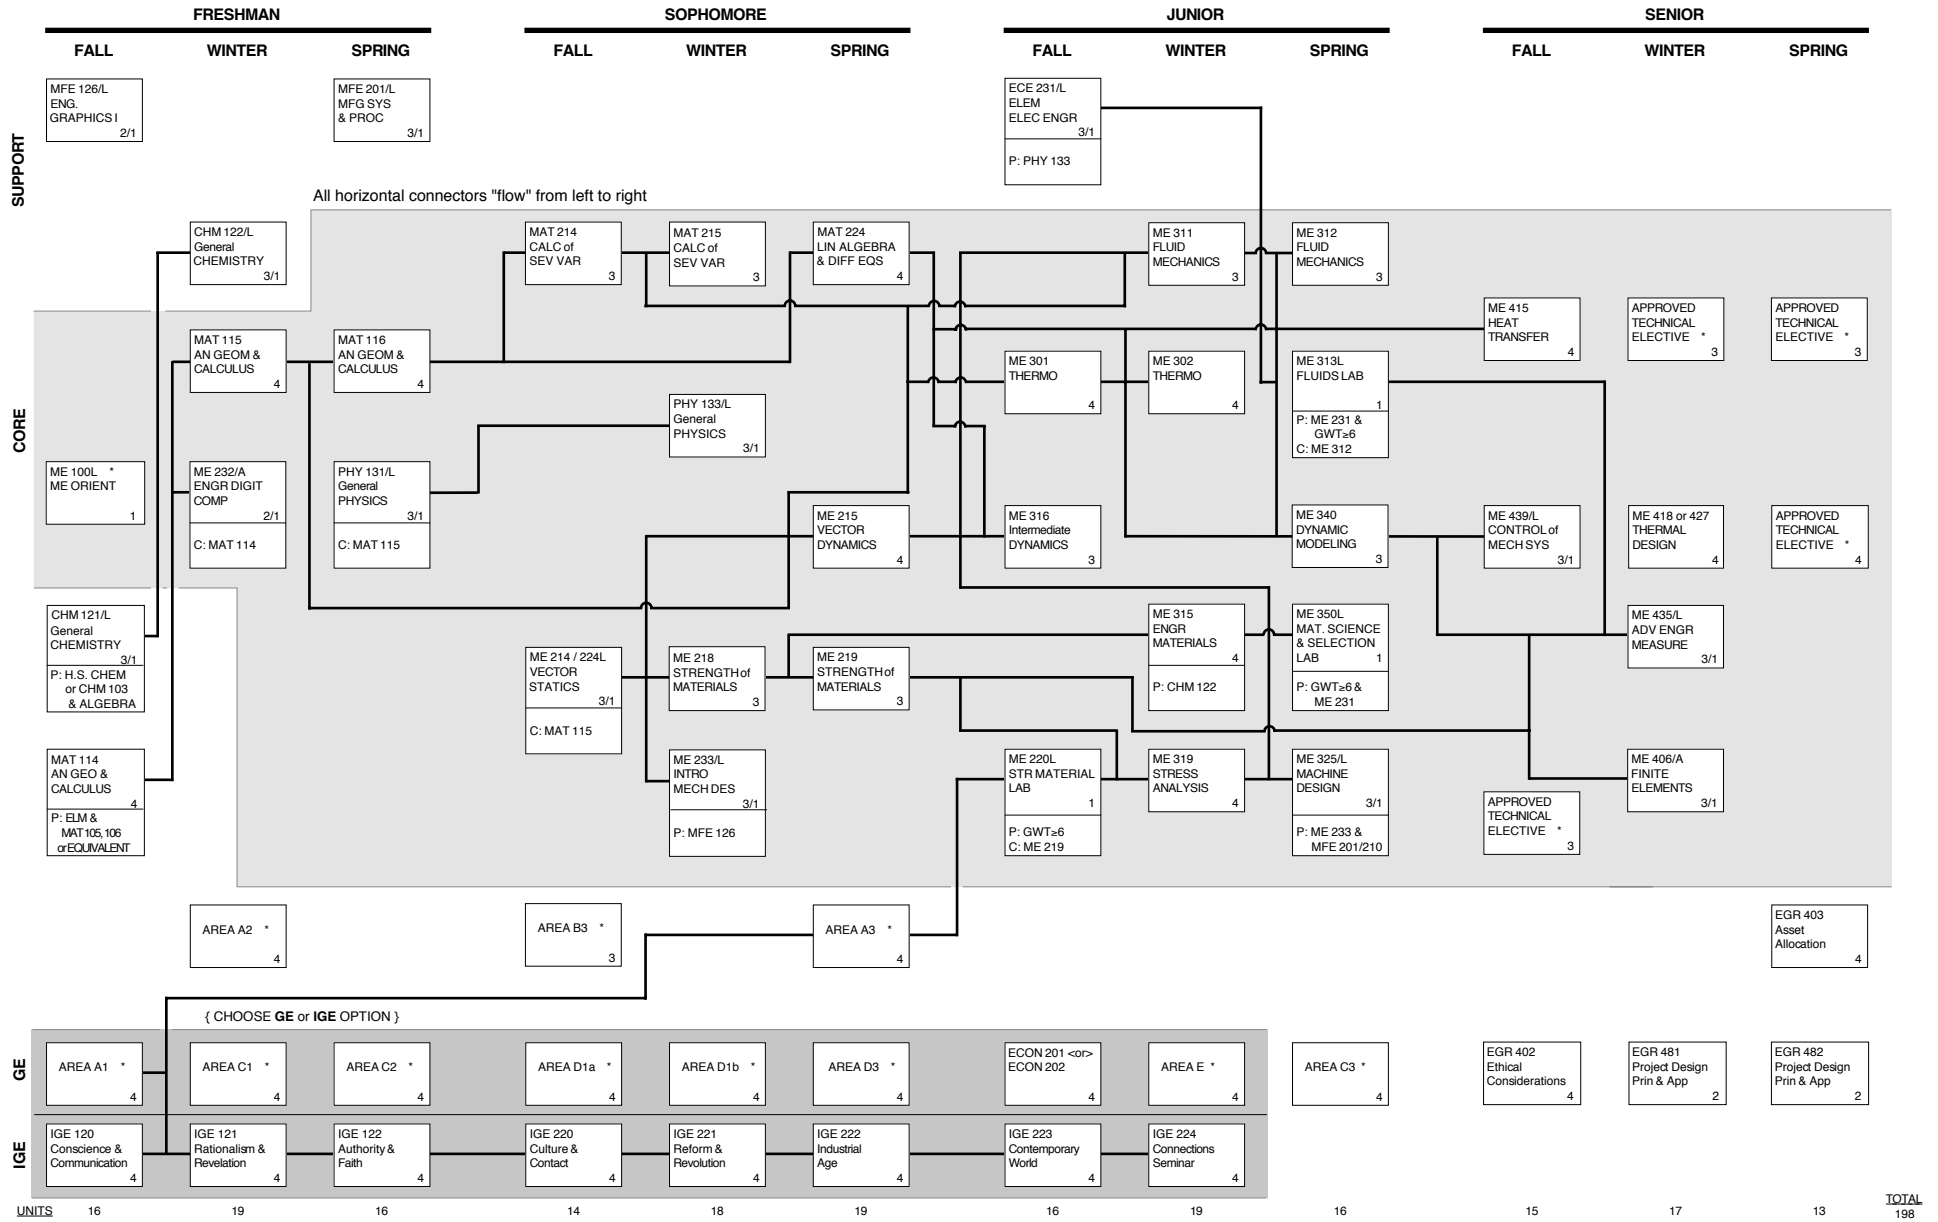 FRESHMAN
SOPHOMORE
JUNIOR
SENIOR
FALL
WINTER
SPRING
FALL
WINTER
SPRING
FALL
WINTER
SPRING
FALL
WINTER
SPRING
SUPPORT
MFE 126/L
ENG.
GRAPHICS I
2/1
MFE 201/L
MFG SYS
& PROC
3/1
ECE 231/L
ELEM
ELEC ENGR
3/1
P: PHY 133
All horizontal connectors "flow" from left to right
CHM 122/L
General
CHEMISTRY
3/1
MAT 214
CALC of
SEV VAR
3
MAT 215
CALC of
SEV VAR
3
MAT 224
LIN ALGEBRA
& DIFF EQS
4
ME 311
FLUID
MECHANICS
3
ME 312
FLUID
MECHANICS
3
CORE
MAT 115
AN GEOM &
CALCULUS
4
MAT 116
AN GEOM &
CALCULUS
4
ME 415
HEAT
TRANSFER
4
APPROVED
TECHNICAL
ELECTIVE *
3
APPROVED
TECHNICAL
ELECTIVE *
3
ME 301
THERMO
4
ME 302
THERMO
4
ME 313L
FLUIDS LAB
1
P: ME 231 &
GWT≥6
C: ME 312
PHY 133/L
General
PHYSICS
3/1
ME 100L *
ME ORIENT
1
ME 232/A
ENGR DIGIT
COMP
2/1
C: MAT 114
PHY 131/L
General
PHYSICS
3/1
C: MAT 115
ME 215
VECTOR
DYNAMICS
4
ME 316
Intermediate
DYNAMICS
3
ME 340
DYNAMIC
MODELING
3
ME 439/L
CONTROL of
MECH SYS
3/1
ME 418 or 427
THERMAL
DESIGN
4
APPROVED
TECHNICAL
ELECTIVE *
4
CHM 121/L
General
CHEMISTRY
3/1
P: H.S. CHEM
or CHM 103
& ALGEBRA
ME 214 / 224L
VECTOR
STATICS
3/1
C: MAT 115
ME 218
STRENGTH of
MATERIALS
3
ME 219
STRENGTH of
MATERIALS
3
ME 315
ENGR
MATERIALS
4
P: CHM 122
ME 350L
MAT. SCIENCE
& SELECTION
LAB 1
P: GWT≥6 &
ME 231
ME 435/L
ADV ENGR
MEASURE
3/1
MAT 114
AN GEO &
CALCULUS
4
P: ELM &
MAT 105, 106
or EQUIVALENT
ME 233/L
INTRO
MECH DES
3/1
P: MFE 126
ME 220L
STR MATERIAL
LAB
1
P: GWT≥6
C: ME 219
ME 319
STRESS
ANALYSIS
4
ME 325/L
MACHINE
DESIGN
3/1
P: ME 233 &
MFE 201/210
APPROVED
TECHNICAL
ELECTIVE *
3
ME 406/A
FINITE
ELEMENTS
3/1
AREA A2 *
4
AREA B3 *
3
AREA A3 *
4
EGR 403
Asset
Allocation
4
{ CHOOSE GE or IGE OPTION }
GE
AREA A1 *
4
AREA C1 *
4
AREA C2 *
4
AREA D1a *
4
AREA D1b *
4
AREA D3 *
4
ECON 201 <or>
ECON 202
4
AREA E *
4
AREA C3 *
4
EGR 402
Ethical
Considerations
4
EGR 481
Project Design
Prin & App
2
EGR 482
Project Design
Prin & App
2
IGE
IGE 120
Conscience &
Communication
4
IGE 121
Rationalism &
Revelation
4
IGE 122
Authority &
Faith
4
IGE 220
Culture &
Contact
4
IGE 221
Reform &
Revolution
4
IGE 222
Industrial
Age
4
IGE 223
Contemporary
World
4
IGE 224
Connections
Seminar
4
UNITS 16 19 16 14 18 19 16 19 16 15 17 13
TOTAL
198